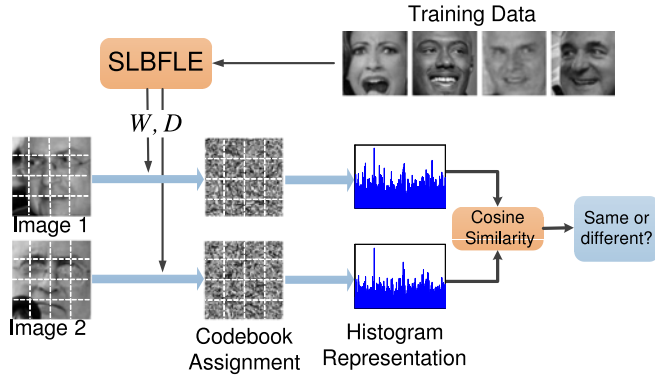 Training Data
SLBFLE
W, D
Image 1
Cosine
Similarity
Same or
different?
Image 2
Codebook
Assignment
Histogram
Representation